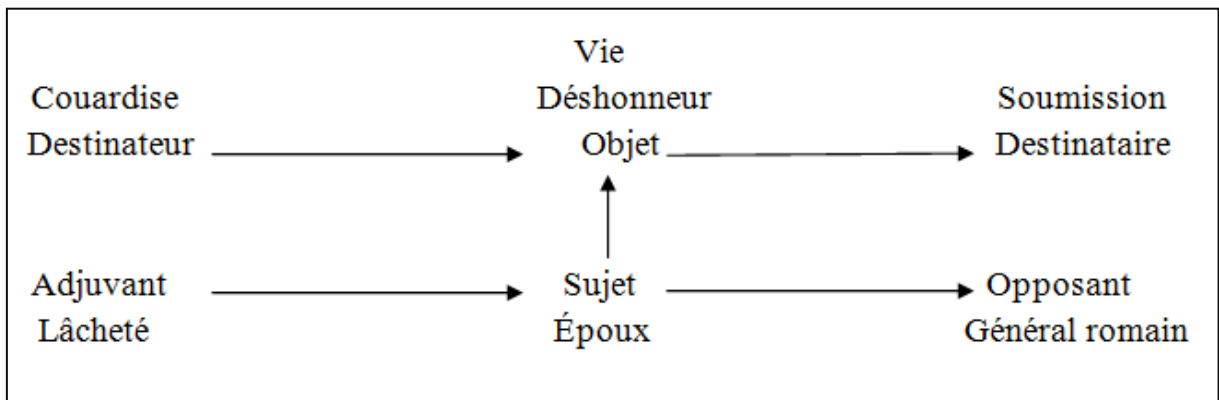 Vie
Couardise Déshonneur Soumission
Destinateur Objet Destinataire
Adjuvant Sujet Opposant
Lâcheté Époux Général romain